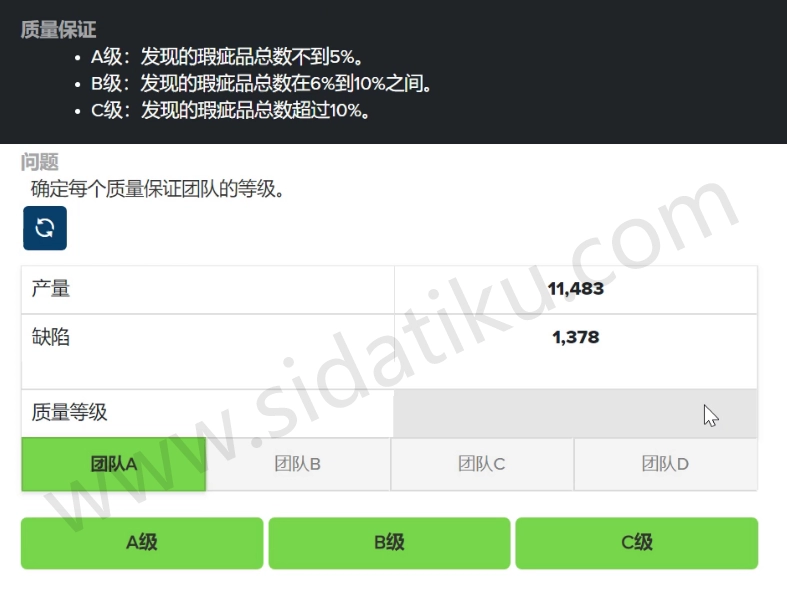 质量保证
• A级：发现的瑕疵品总数不到5%。
• B级：发现的瑕疵品总数在6%到10%之间。
• C级：发现的瑕疵品总数超过10%。
问题
确定每个质量保证团队的等级。
产量 11,483
缺陷 1,378
质量等级
团队A 团队B 团队C 团队D
A级 B级 C级
www.sidatiku.com